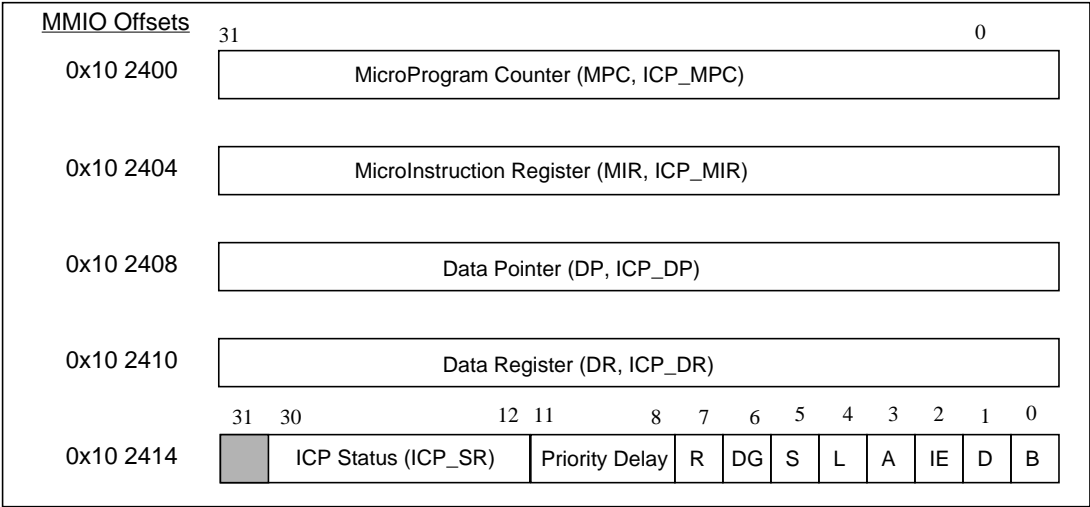 MMIO Offsets
31 0
0x10 2400 MicroProgram Counter (MPC, ICP_MPC)
0x10 2404 MicroInstruction Register (MIR, ICP_MIR)
0x10 2408 Data Pointer (DP, ICP_DP)
0x10 2410 Data Register (DR, ICP_DR)
31 30 12 11 8 7 6 5 4 3 2 1 0
0x10 2414 ICP Status (ICP_SR) Priority Delay R DG S L A IE D B